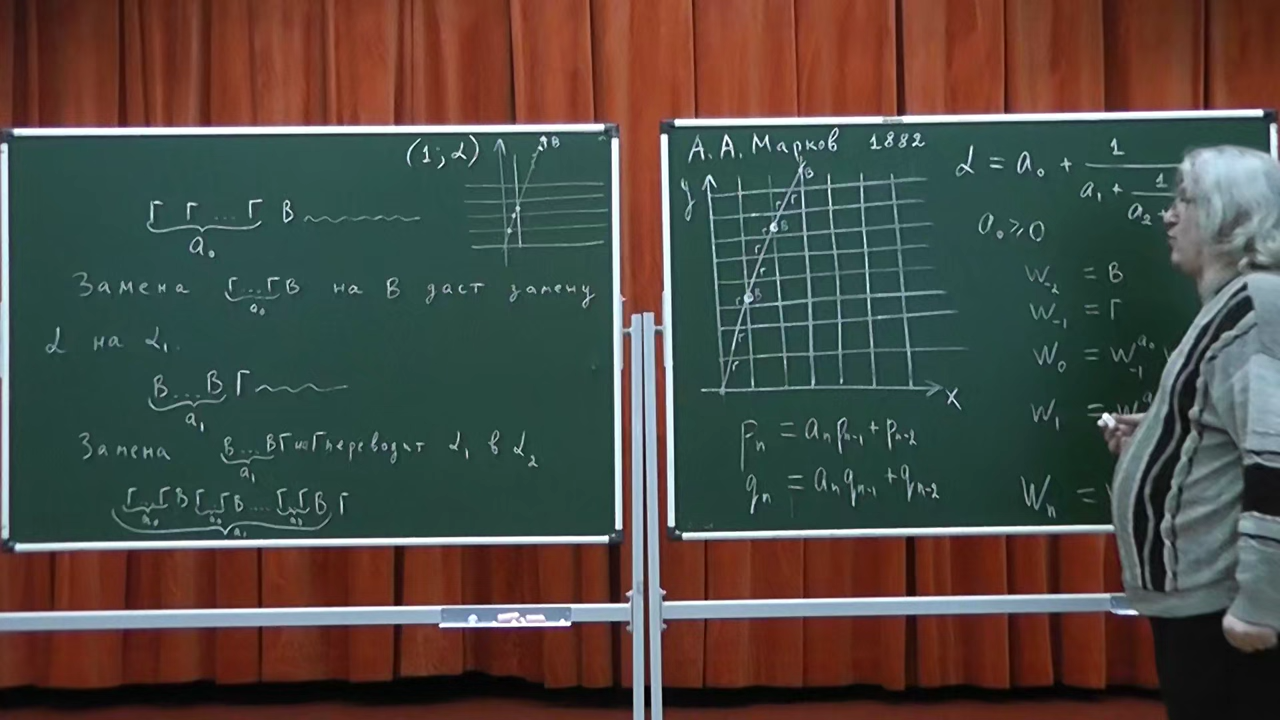 (1; α)
B
Г Г ... Г B
a₀
Замена Г...Г B на B даст замену
a₀
α на α₁.
B...B Г
a₁
Замена B...BГ на Г переводит α₁ в α₂
a₁
Г...Г B Г...Г B .... Г...Г B Г
a₀ a₀ a₀
a₁
А. А. Марков 1882
y
Г B
Г
Г B
Г
Г
Г B
Г
Г
x
pₙ = aₙ pₙ₋₁ + pₙ₋₂
qₙ = aₙ qₙ₋₁ + qₙ₋₂
α = a₀ + 1
a₁ + 1
a₂ +
a₀ ⩾ 0
W₋₂ = B
W₋₁ = Г
W₀ = W₋₁^a₀
W₁ = W₀
Wₙ =